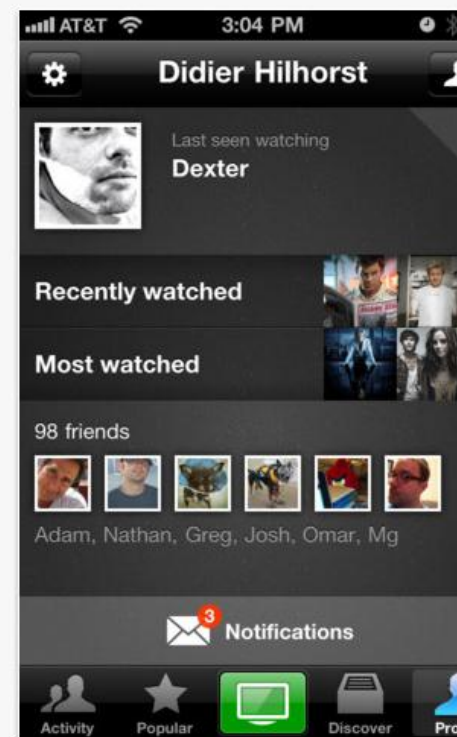 AT&T 3:04 PM
Didier Hilhorst
Last seen watching
Dexter
Recently watched
Most watched
98 friends
Adam, Nathan, Greg, Josh, Omar, Mg
3
Notifications
Activity Popular Discover Pro